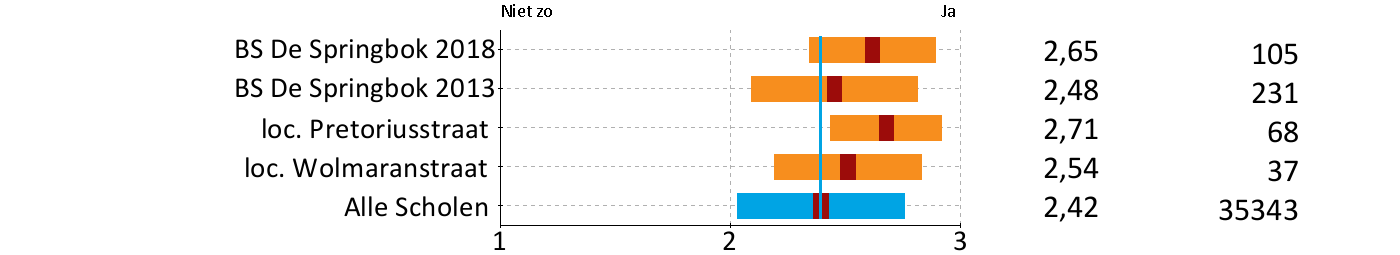 Niet zo Ja
BS De Springbok 2018 2,65 105
BS De Springbok 2013 2,48 231
loc. Pretoriusstraat 2,71 68
loc. Wolmaranstraat 2,54 37
Alle Scholen 2,42 35343
1 2 3